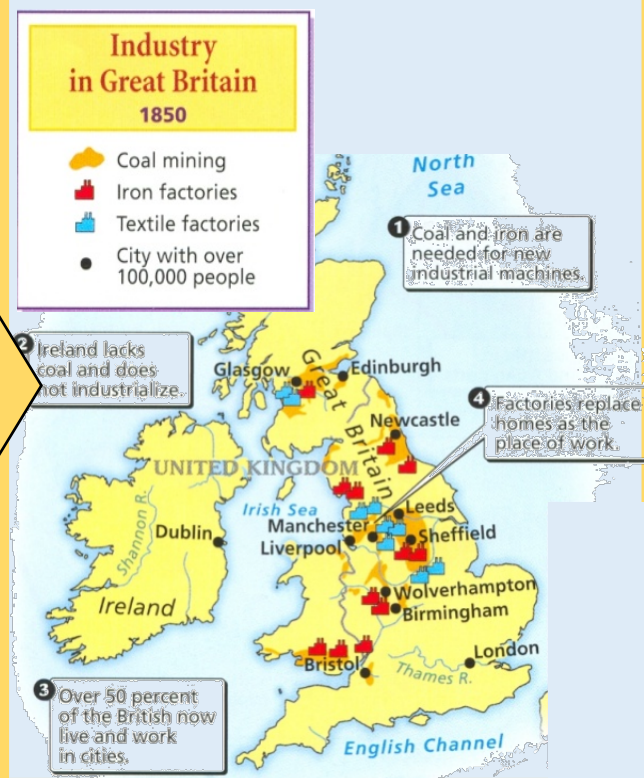 Industry
in Great Britain
1850
Coal mining
Iron factories
Textile factories
City with over
100,000 people
North
Sea
1 Coal and iron are
needed for new
industrial machines.
2 Ireland lacks
coal and does
not industrialize.
Glasgow
Edinburgh
Great Britain
4 Factories replace
homes as the
place of work.
Newcastle
UNITED KINGDOM
Irish Sea
Leeds
Manchester
Sheffield
Liverpool
Dublin
Shannon R.
Ireland
Wolverhampton
Birmingham
London
Bristol
Thames R.
3 Over 50 percent
of the British now
live and work
in cities.
English Channel